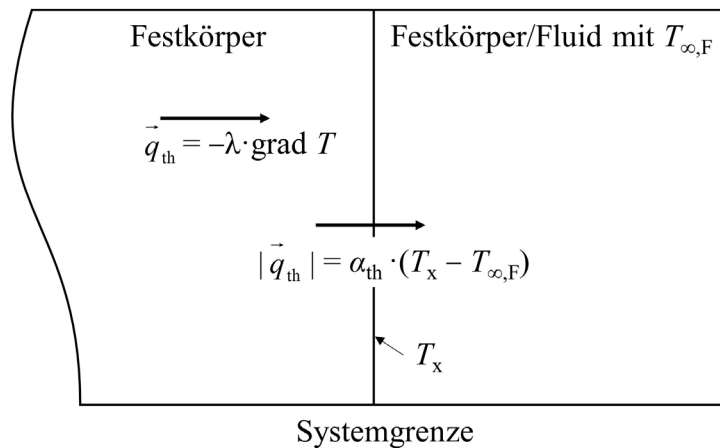 Festkörper
Festkörper/Fluid mit T∞,F
q⃗th = –λ·grad T
|q⃗th| = αth·(Tx – T∞,F)
Tx
Systemgrenze